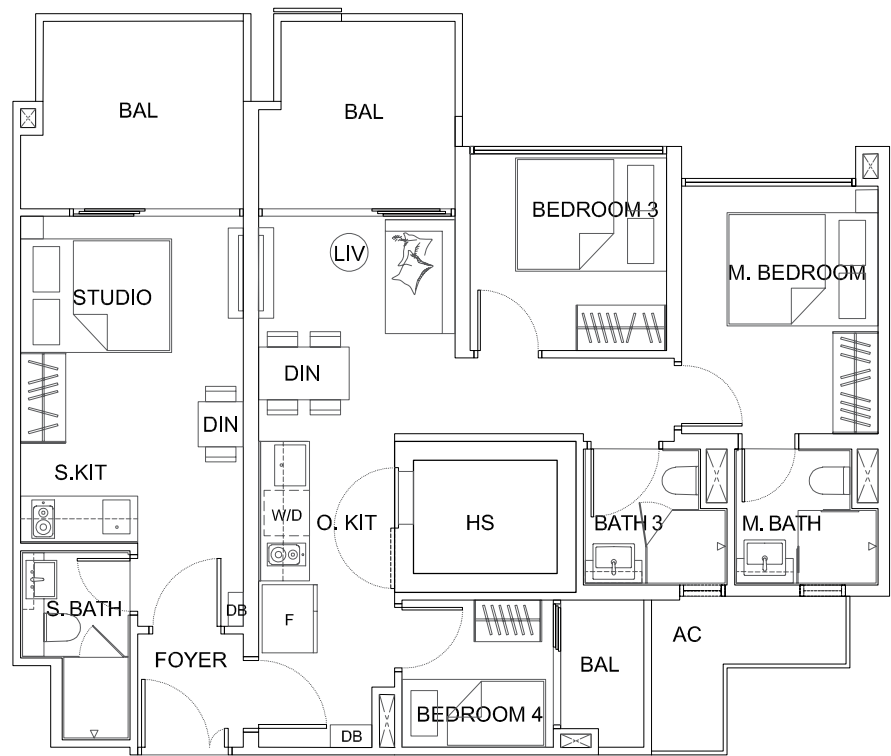 BAL
BAL
BEDROOM 3
LIV
M. BEDROOM
STUDIO
DIN
DIN
S.KIT
W/D
O. KIT
HS
BATH 3
M. BATH
S. BATH
DB
F
AC
FOYER
BAL
BEDROOM 4
DB